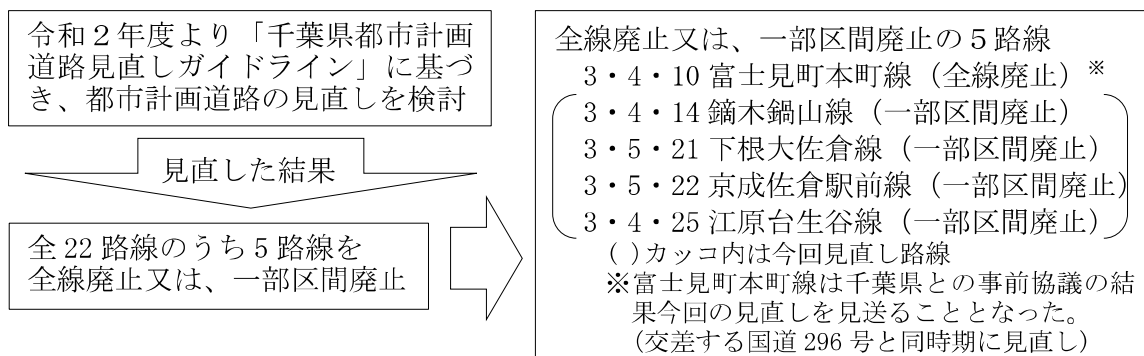 令和２年度より「千葉県都市計画
道路見直しガイドライン」に基づ
き、都市計画道路の見直しを検討
見直した結果
全 22 路線のうち 5 路線を
全線廃止又は、一部区間廃止
全線廃止又は、一部区間廃止の５路線
3・4・10 富士見町本町線（全線廃止）※
3・4・14 鏑木鍋山線（一部区間廃止）
3・5・21 下根大佐倉線（一部区間廃止）
3・5・22 京成佐倉駅前線（一部区間廃止）
3・4・25 江原台生谷線（一部区間廃止）
( )カッコ内は今回見直し路線
※富士見町本町線は千葉県との事前協議の結
果今回の見直しを見送ることとなった。
(交差する国道 296 号と同時期に見直し)